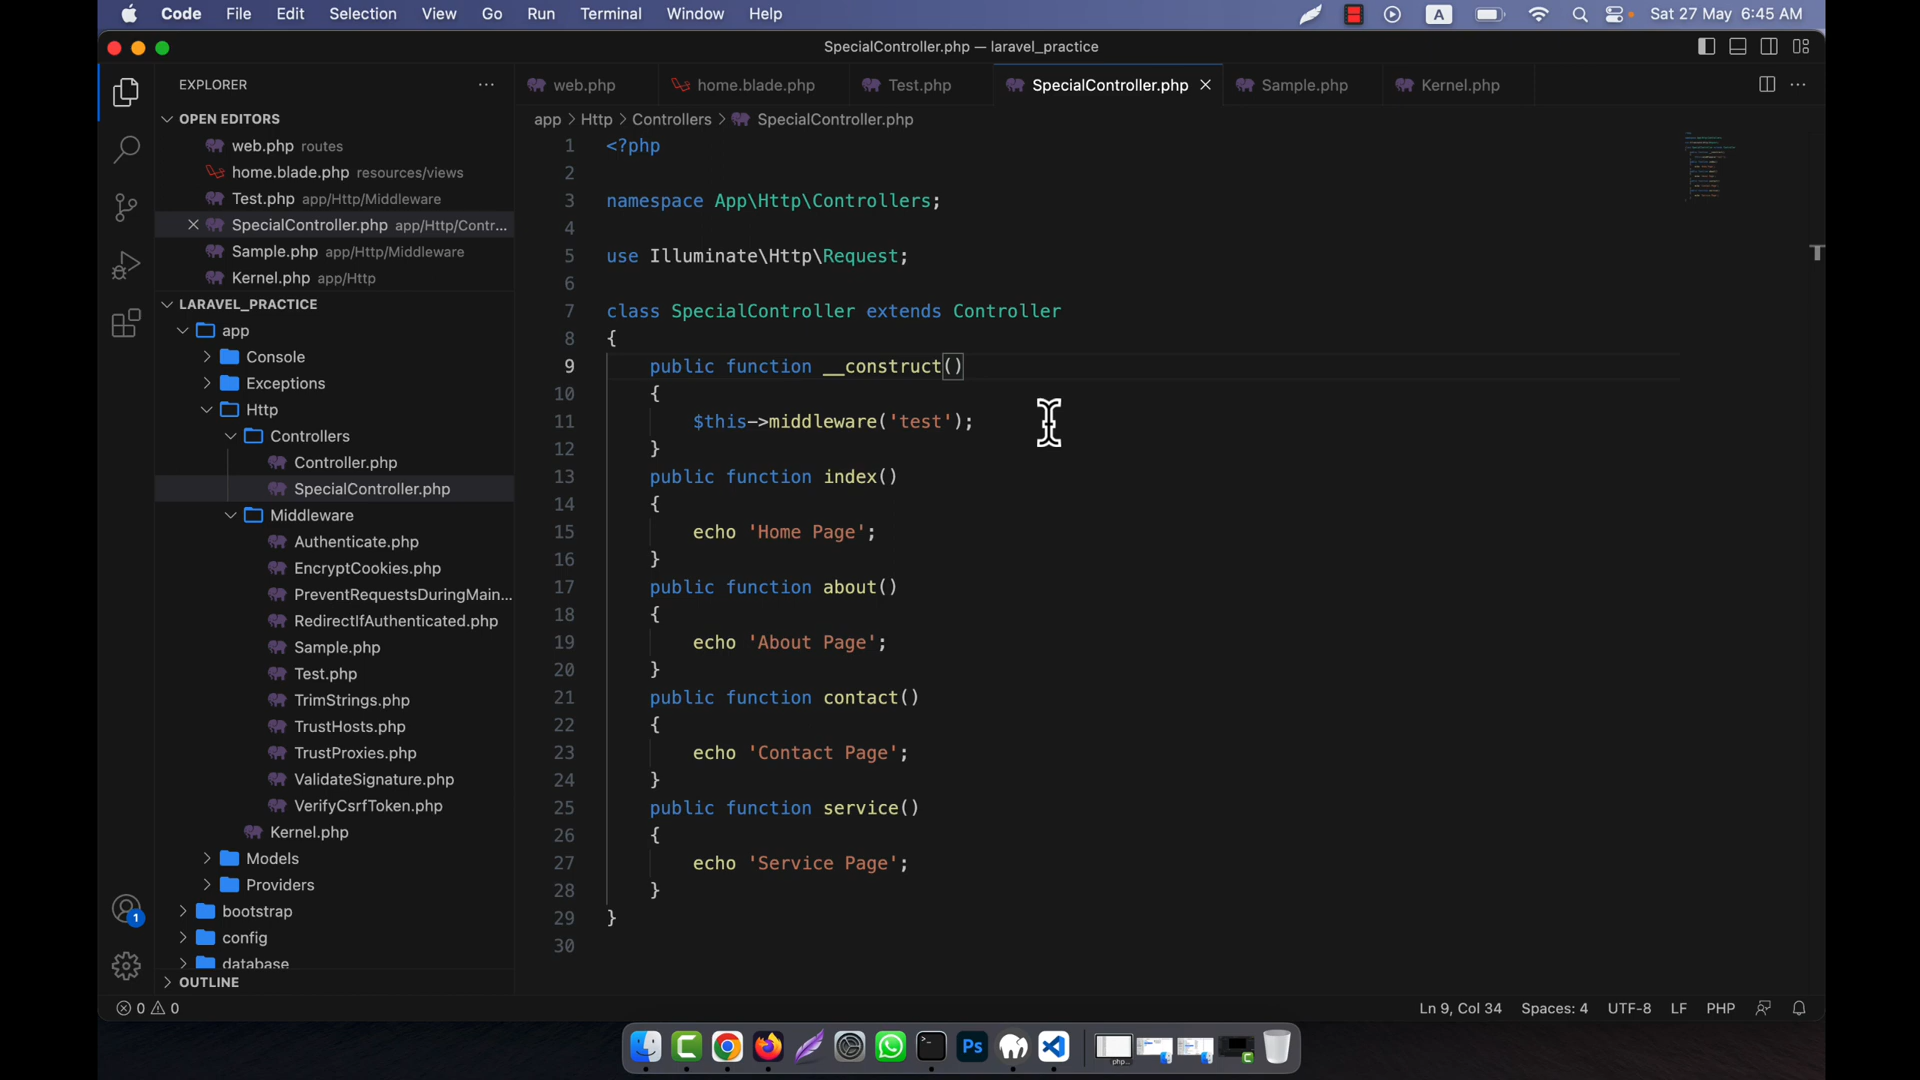 Code File Edit Selection View Go Run Terminal Window Help A Sat 27 May 6:45 AM
SpecialController.php — laravel_practice
EXPLORER
OPEN EDITORS
web.php routes
home.blade.php resources/views
Test.php app/Http/Middleware
SpecialController.php app/Http/Contr...
Sample.php app/Http/Middleware
Kernel.php app/Http
LARAVEL_PRACTICE
app
Console
Exceptions
Http
Controllers
Controller.php
SpecialController.php
Middleware
Authenticate.php
EncryptCookies.php
PreventRequestsDuringMain...
RedirectIfAuthenticated.php
Sample.php
Test.php
TrimStrings.php
TrustHosts.php
TrustProxies.php
ValidateSignature.php
VerifyCsrfToken.php
Kernel.php
Models
Providers
bootstrap
config
database
OUTLINE
1
web.php home.blade.php Test.php SpecialController.php Sample.php Kernel.php
app > Http > Controllers > SpecialController.php
1 <?php
2
3 namespace App\Http\Controllers;
4
5 use Illuminate\Http\Request;
6
7 class SpecialController extends Controller
8 {
9 public function __construct()
10 {
11 $this->middleware('test');
12 }
13 public function index()
14 {
15 echo 'Home Page';
16 }
17 public function about()
18 {
19 echo 'About Page';
20 }
21 public function contact()
22 {
23 echo 'Contact Page';
24 }
25 public function service()
26 {
27 echo 'Service Page';
28 }
29 }
30
0 0 Ln 9, Col 34 Spaces: 4 UTF-8 LF PHP
Ps
php